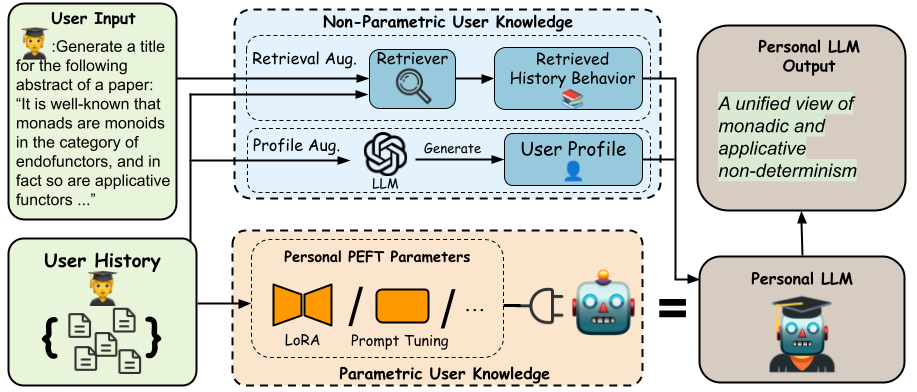 User Input
:Generate a title
for the following
abstract of a paper:
“It is well-known that
monads are monoids
in the category of
endofunctors, and in
fact so are applicative
functors ...”
User History
{ }
Non-Parametric User Knowledge
Retrieval Aug.
Retriever
Retrieved
History Behavior
Profile Aug.
LLM
Generate
User Profile
Personal PEFT Parameters
/ / ...
LoRA
Prompt Tuning
Parametric User Knowledge
=
Personal LLM
Output
A unified view of
monadic and
applicative
non-determinism
Personal LLM